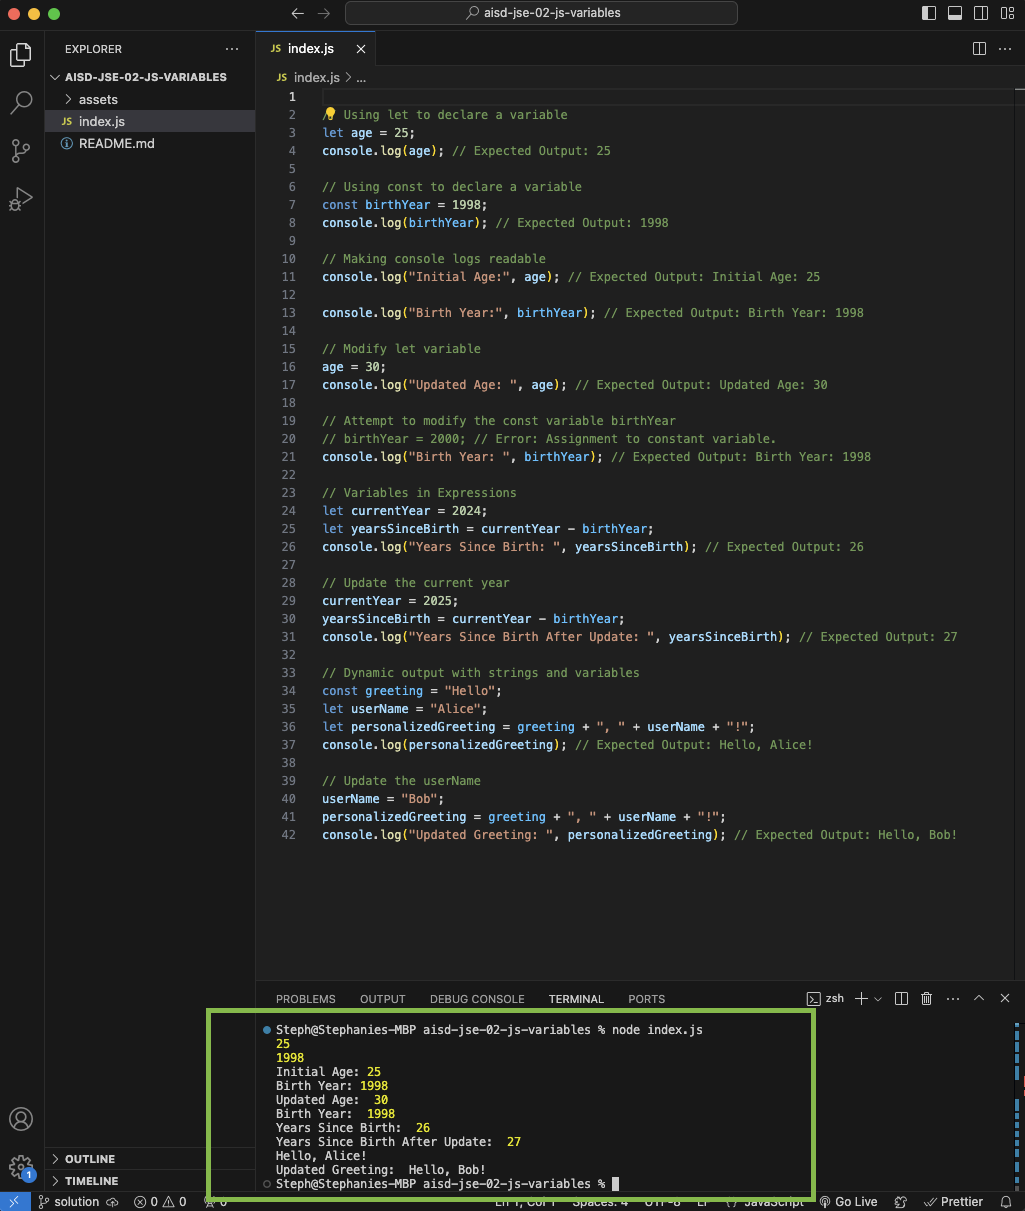 aisd-jse-02-js-variables
EXPLORER
AISD-JSE-02-JS-VARIABLES
assets
JS index.js
README.md
JS index.js
JS index.js > ...
1
2 Using let to declare a variable
3 let age = 25;
4 console.log(age); // Expected Output: 25
5
6 // Using const to declare a variable
7 const birthYear = 1998;
8 console.log(birthYear); // Expected Output: 1998
9
10 // Making console logs readable
11 console.log("Initial Age:", age); // Expected Output: Initial Age: 25
12
13 console.log("Birth Year:", birthYear); // Expected Output: Birth Year: 1998
14
15 // Modify let variable
16 age = 30;
17 console.log("Updated Age: ", age); // Expected Output: Updated Age: 30
18
19 // Attempt to modify the const variable birthYear
20 // birthYear = 2000; // Error: Assignment to constant variable.
21 console.log("Birth Year: ", birthYear); // Expected Output: Birth Year: 1998
22
23 // Variables in Expressions
24 let currentYear = 2024;
25 let yearsSinceBirth = currentYear - birthYear;
26 console.log("Years Since Birth: ", yearsSinceBirth); // Expected Output: 26
27
28 // Update the current year
29 currentYear = 2025;
30 yearsSinceBirth = currentYear - birthYear;
31 console.log("Years Since Birth After Update: ", yearsSinceBirth); // Expected Output: 27
32
33 // Dynamic output with strings and variables
34 const greeting = "Hello";
35 let userName = "Alice";
36 let personalizedGreeting = greeting + ", " + userName + "!";
37 console.log(personalizedGreeting); // Expected Output: Hello, Alice!
38
39 // Update the userName
40 userName = "Bob";
41 personalizedGreeting = greeting + ", " + userName + "!";
42 console.log("Updated Greeting: ", personalizedGreeting); // Expected Output: Hello, Bob!
PROBLEMS OUTPUT DEBUG CONSOLE TERMINAL PORTS zsh
Steph@Stephanies-MBP aisd-jse-02-js-variables % node index.js
25
1998
Initial Age: 25
Birth Year: 1998
Updated Age:  30
Birth Year:  1998
Years Since Birth:  26
Years Since Birth After Update:  27
Hello, Alice!
Updated Greeting:  Hello, Bob!
Steph@Stephanies-MBP aisd-jse-02-js-variables %
OUTLINE
TIMELINE
1
solution 0 0 0 Ln 1, Col 1 Spaces: 4 UTF-8 LF {} JavaScript Go Live Prettier